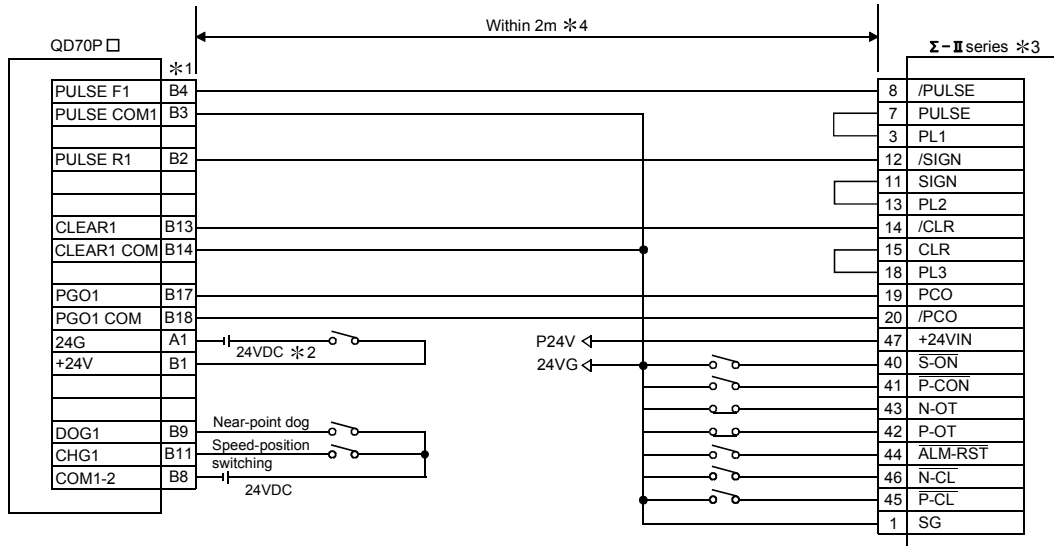 Within 2m ＊4
QD70P □
Σ-Ⅱ series ＊3
＊1
PULSE F1 B4 8 /PULSE
PULSE COM1 B3 7 PULSE
3 PL1
PULSE R1 B2 12 /SIGN
11 SIGN
13 PL2
CLEAR1 B13 14 /CLR
CLEAR1 COM B14 15 CLR
18 PL3
PGO1 B17 19 PCO
PGO1 COM B18 20 /PCO
24G A1 24VDC ＊2 P24V 47 +24VIN
+24V B1 24VG 40 S-ON
41 P-CON
43 N-OT
DOG1 B9 Near-point dog 42 P-OT
CHG1 B11 Speed-position 44 ALM-RST
switching
COM1-2 B8 24VDC 46 N-CL
45 P-CL
1 SG